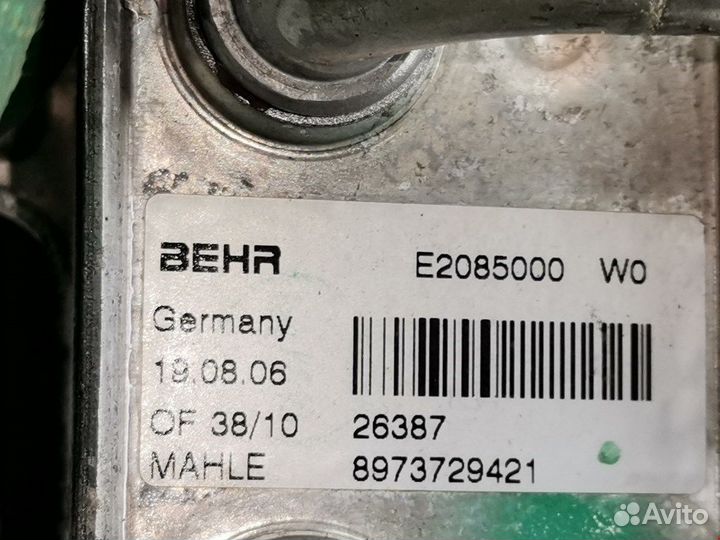 BEHR E2085000 W0
Germany
19.08.06
OF 38/10 26387
MAHLE 8973729421
Avito